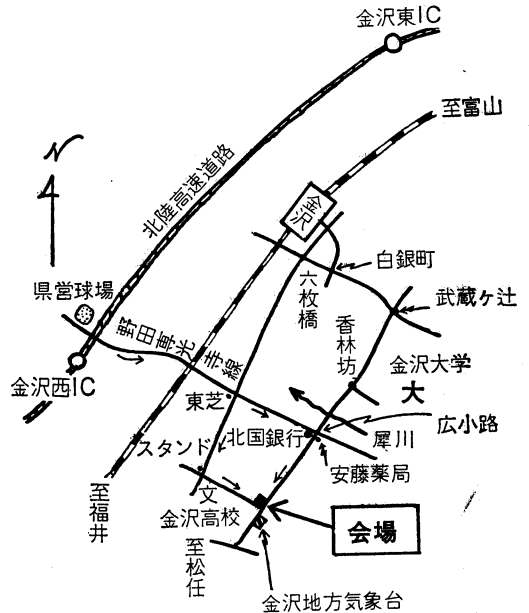 金沢東IC
至富山
N
北陸高速道路
金沢
白銀町
六枚橋
県営球場
武蔵ヶ辻
香林坊
野田専光寺線
金沢大学
大
金沢西IC
東芝
広小路
北国銀行
犀川
スタンド
安藤薬局
文
至福井
金沢高校
会場
至松任
金沢地方気象台